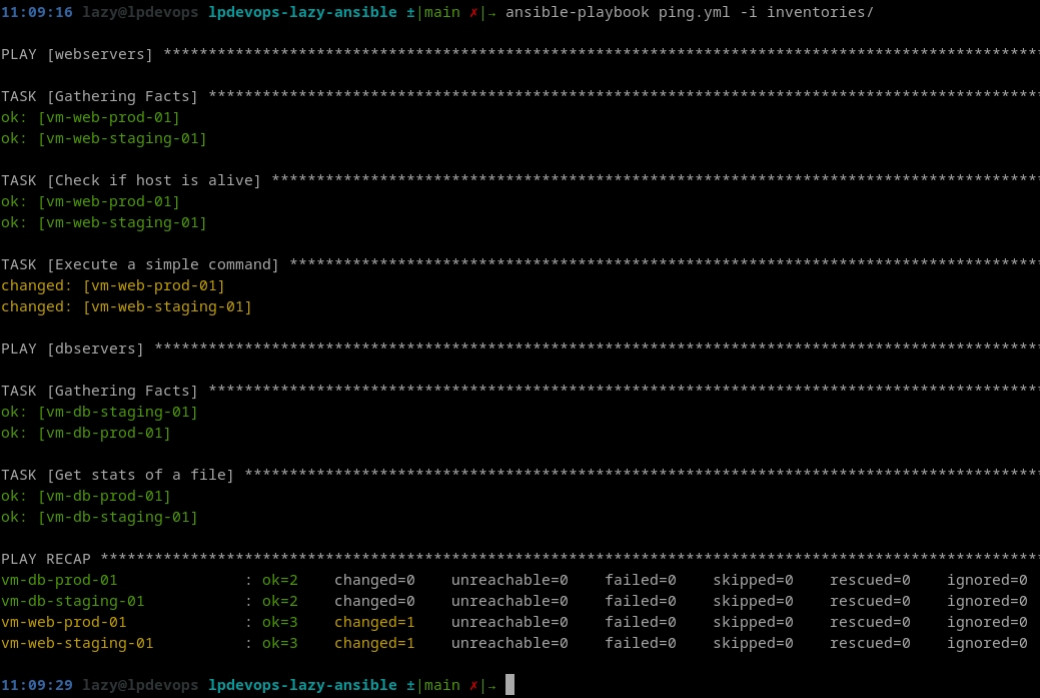 11:09:16 lazy@lpdevops lpdevops-lazy-ansible ±|main ✗|→ ansible-playbook ping.yml -i inventories/
PLAY [webservers] ****************************************************************************************************
TASK [Gathering Facts] ***********************************************************************************************
ok: [vm-web-prod-01]
ok: [vm-web-staging-01]
TASK [Check if host is alive] ****************************************************************************************
ok: [vm-web-prod-01]
ok: [vm-web-staging-01]
TASK [Execute a simple command] **************************************************************************************
changed: [vm-web-prod-01]
changed: [vm-web-staging-01]
PLAY [dbservers] *****************************************************************************************************
TASK [Gathering Facts] ***********************************************************************************************
ok: [vm-db-staging-01]
ok: [vm-db-prod-01]
TASK [Get stats of a file] *******************************************************************************************
ok: [vm-db-prod-01]
ok: [vm-db-staging-01]
PLAY RECAP ***********************************************************************************************************
vm-db-prod-01              : ok=2    changed=0    unreachable=0    failed=0    skipped=0    rescued=0    ignored=0
vm-db-staging-01           : ok=2    changed=0    unreachable=0    failed=0    skipped=0    rescued=0    ignored=0
vm-web-prod-01             : ok=3    changed=1    unreachable=0    failed=0    skipped=0    rescued=0    ignored=0
vm-web-staging-01          : ok=3    changed=1    unreachable=0    failed=0    skipped=0    rescued=0    ignored=0
11:09:29 lazy@lpdevops lpdevops-lazy-ansible ±|main ✗|→